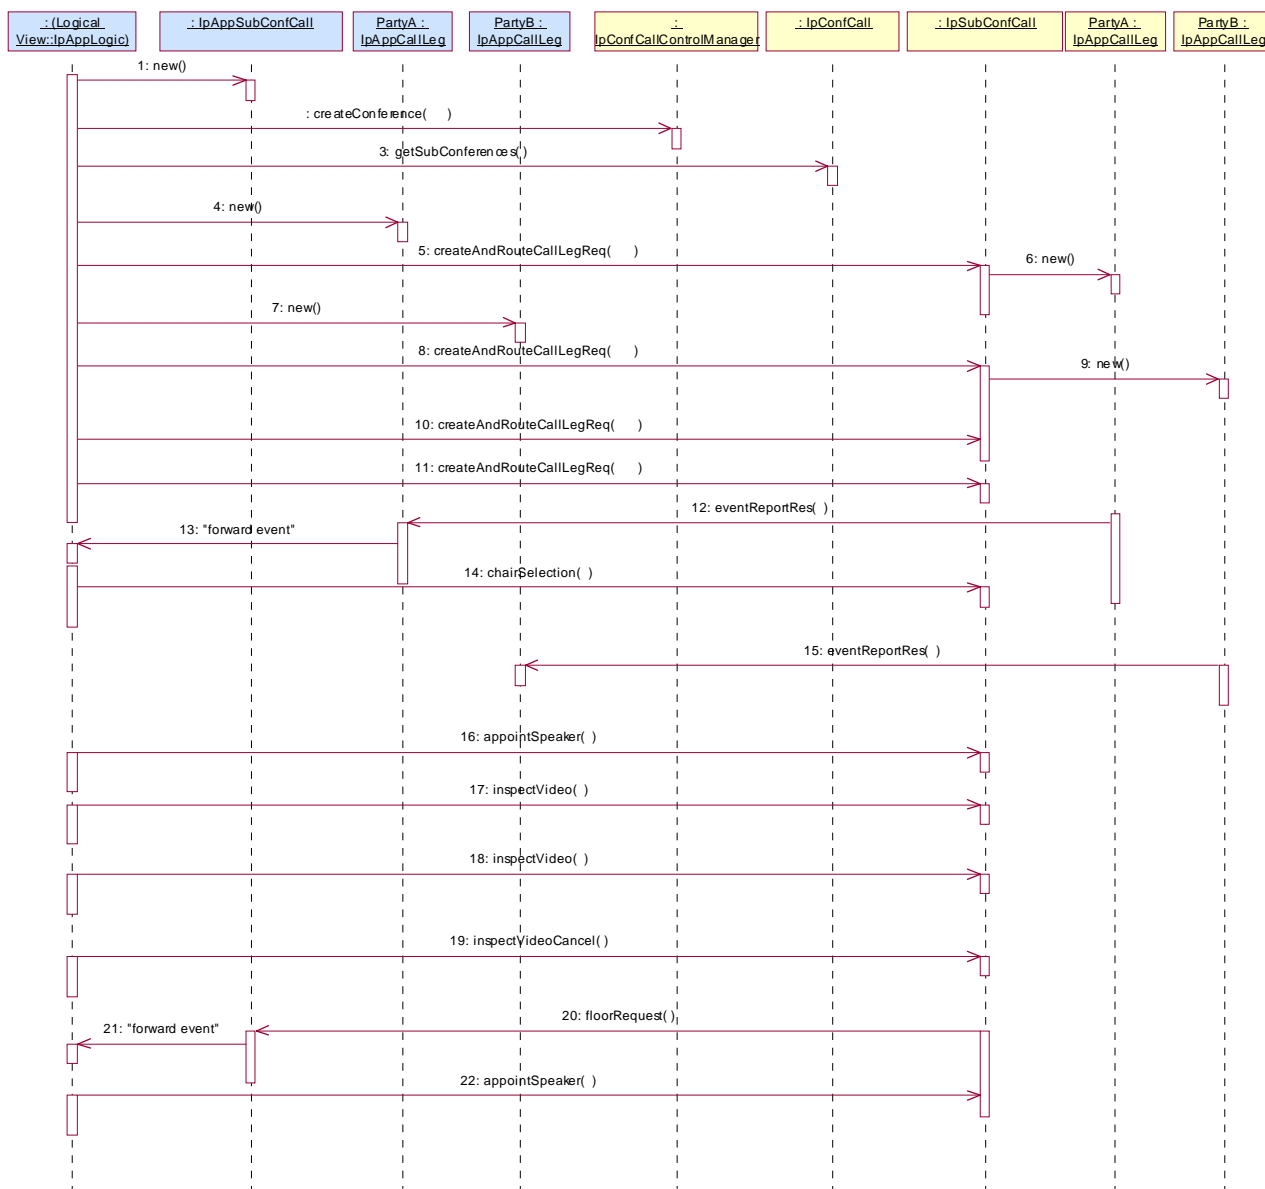 : (Logical
View::IpAppLogic)
: IpAppSubConfCall
PartyA :
IpAppCallLeg
PartyB :
IpAppCallLeg
:
IpConfCallControlManager
: IpConfCall
: IpSubConfCall
PartyA :
IpAppCallLeg
PartyB :
IpAppCallLeg
1: new()
: createConference( )
3: getSubConferences()
4: new()
5: createAndRouteCallLegReq( )
6: new()
7: new()
8: createAndRouteCallLegReq( )
9: new()
10: createAndRouteCallLegReq( )
11: createAndRouteCallLegReq( )
12: eventReportRes( )
13: "forward event"
14: chairSelection( )
15: eventReportRes( )
16: appointSpeaker( )
17: inspectVideo( )
18: inspectVideo( )
19: inspectVideoCancel( )
20: floorRequest( )
21: "forward event"
22: appointSpeaker( )